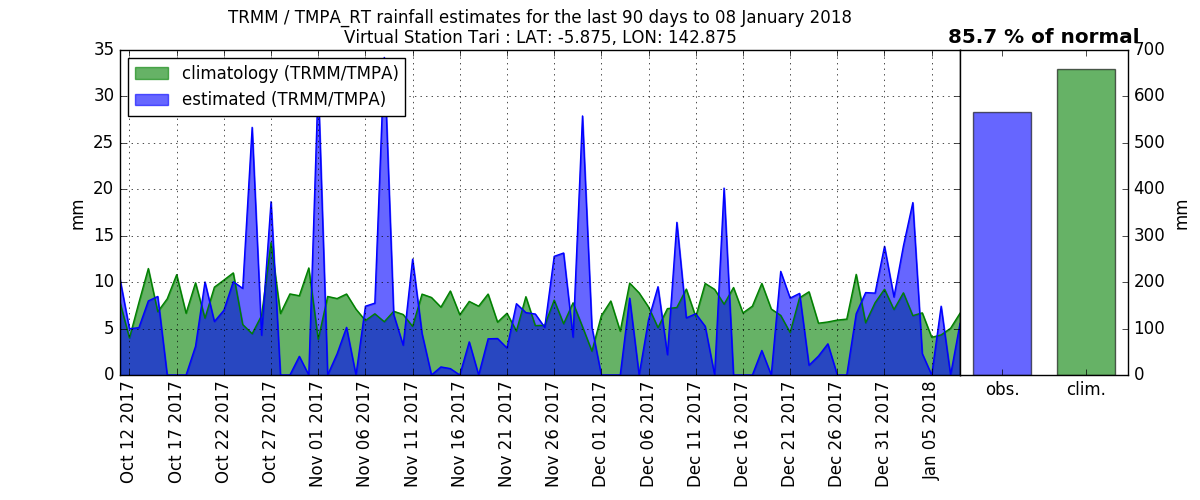 TRMM / TMPA_RT rainfall estimates for the last 90 days to 08 January 2018
Virtual Station Tari : LAT: -5.875, LON: 142.875
85.7 % of normal
climatology (TRMM/TMPA)
estimated (TRMM/TMPA)
35
30
25
20
15
10
5
0
mm
Oct 12 2017
Oct 17 2017
Oct 22 2017
Oct 27 2017
Nov 01 2017
Nov 06 2017
Nov 11 2017
Nov 16 2017
Nov 21 2017
Nov 26 2017
Dec 01 2017
Dec 06 2017
Dec 11 2017
Dec 16 2017
Dec 21 2017
Dec 26 2017
Dec 31 2017
Jan 05 2018
obs.
clim.
700
600
500
400
300
200
100
0
mm